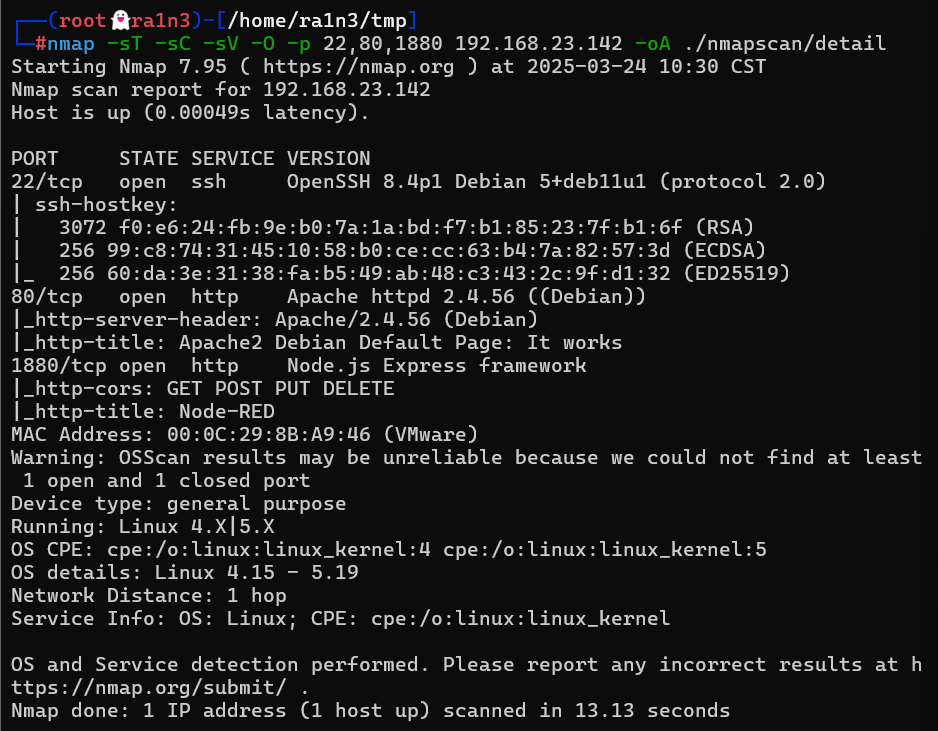 ┌──(root👻ra1n3)-[/home/ra1n3/tmp]
└─#nmap -sT -sC -sV -O -p 22,80,1880 192.168.23.142 -oA ./nmapscan/detail
Starting Nmap 7.95 ( https://nmap.org ) at 2025-03-24 10:30 CST
Nmap scan report for 192.168.23.142
Host is up (0.00049s latency).

PORT     STATE SERVICE VERSION
22/tcp   open  ssh     OpenSSH 8.4p1 Debian 5+deb11u1 (protocol 2.0)
| ssh-hostkey:
|   3072 f0:e6:24:fb:9e:b0:7a:1a:bd:f7:b1:85:23:7f:b1:6f (RSA)
|   256 99:c8:74:31:45:10:58:b0:ce:cc:63:b4:7a:82:57:3d (ECDSA)
|_  256 60:da:3e:31:38:fa:b5:49:ab:48:c3:43:2c:9f:d1:32 (ED25519)
80/tcp   open  http    Apache httpd 2.4.56 ((Debian))
|_http-server-header: Apache/2.4.56 (Debian)
|_http-title: Apache2 Debian Default Page: It works
1880/tcp open  http    Node.js Express framework
|_http-cors: GET POST PUT DELETE
|_http-title: Node-RED
MAC Address: 00:0C:29:8B:A9:46 (VMware)
Warning: OSScan results may be unreliable because we could not find at least
 1 open and 1 closed port
Device type: general purpose
Running: Linux 4.X|5.X
OS CPE: cpe:/o:linux:linux_kernel:4 cpe:/o:linux:linux_kernel:5
OS details: Linux 4.15 - 5.19
Network Distance: 1 hop
Service Info: OS: Linux; CPE: cpe:/o:linux:linux_kernel

OS and Service detection performed. Please report any incorrect results at h
ttps://nmap.org/submit/ .
Nmap done: 1 IP address (1 host up) scanned in 13.13 seconds